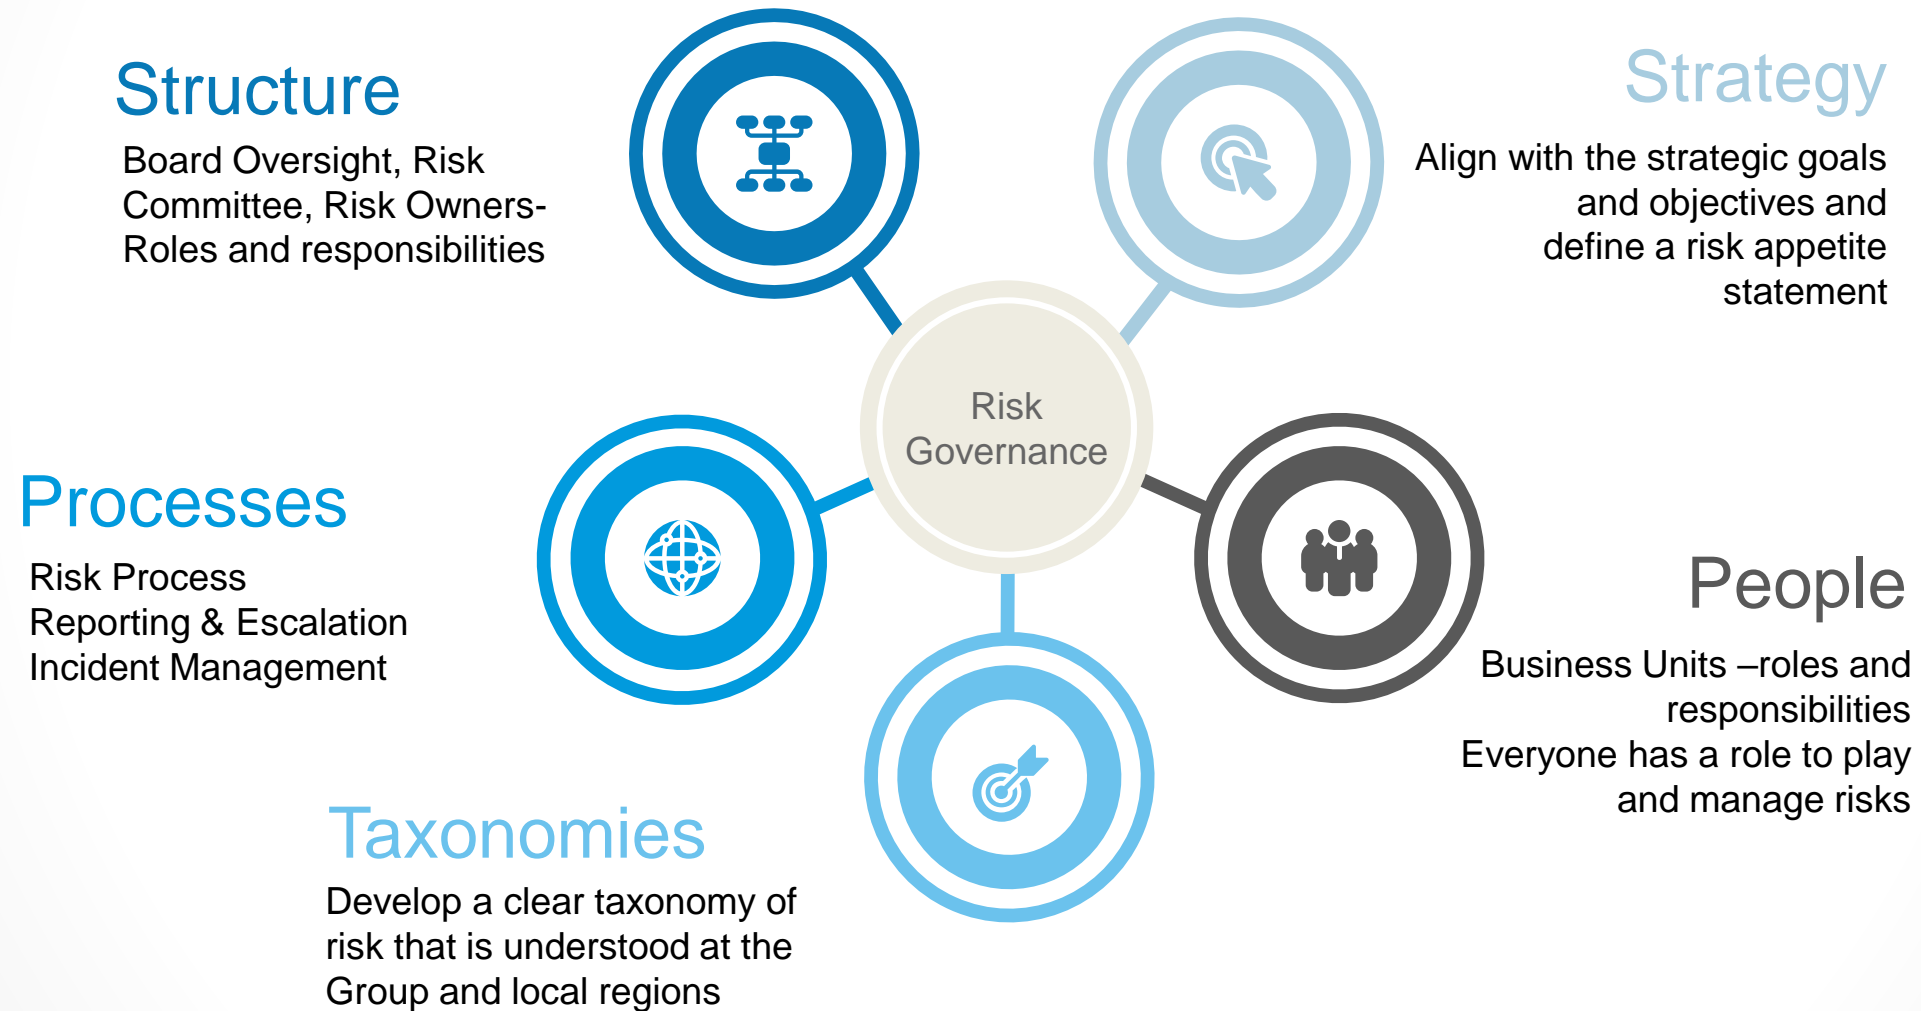 Structure
Board Oversight, Risk
Committee, Risk Owners-
Roles and responsibilities
Strategy
Align with the strategic goals
and objectives and
define a risk appetite
statement
Risk
Governance
Processes
Risk Process
Reporting & Escalation
Incident Management
People
Business Units –roles and
responsibilities
Everyone has a role to play
and manage risks
Taxonomies
Develop a clear taxonomy of
risk that is understood at the
Group and local regions